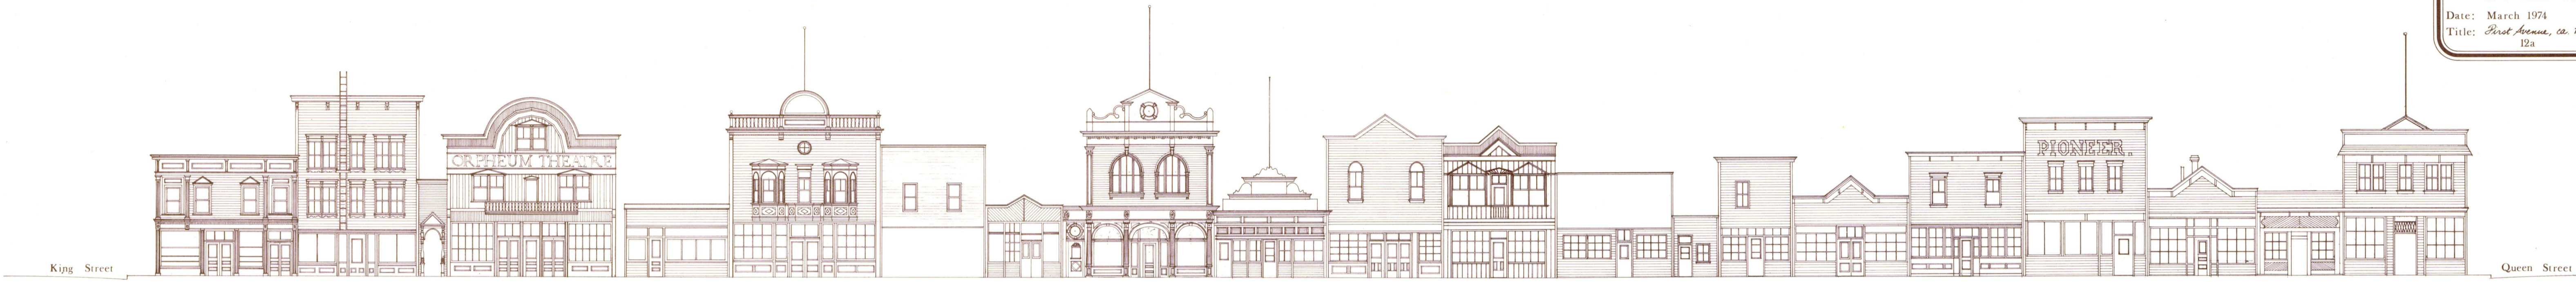 Date: March 1974
Title: First Avenue, ca.
12a
ORPHEUM THEATRE
PIONEER.
King Street
Queen Street